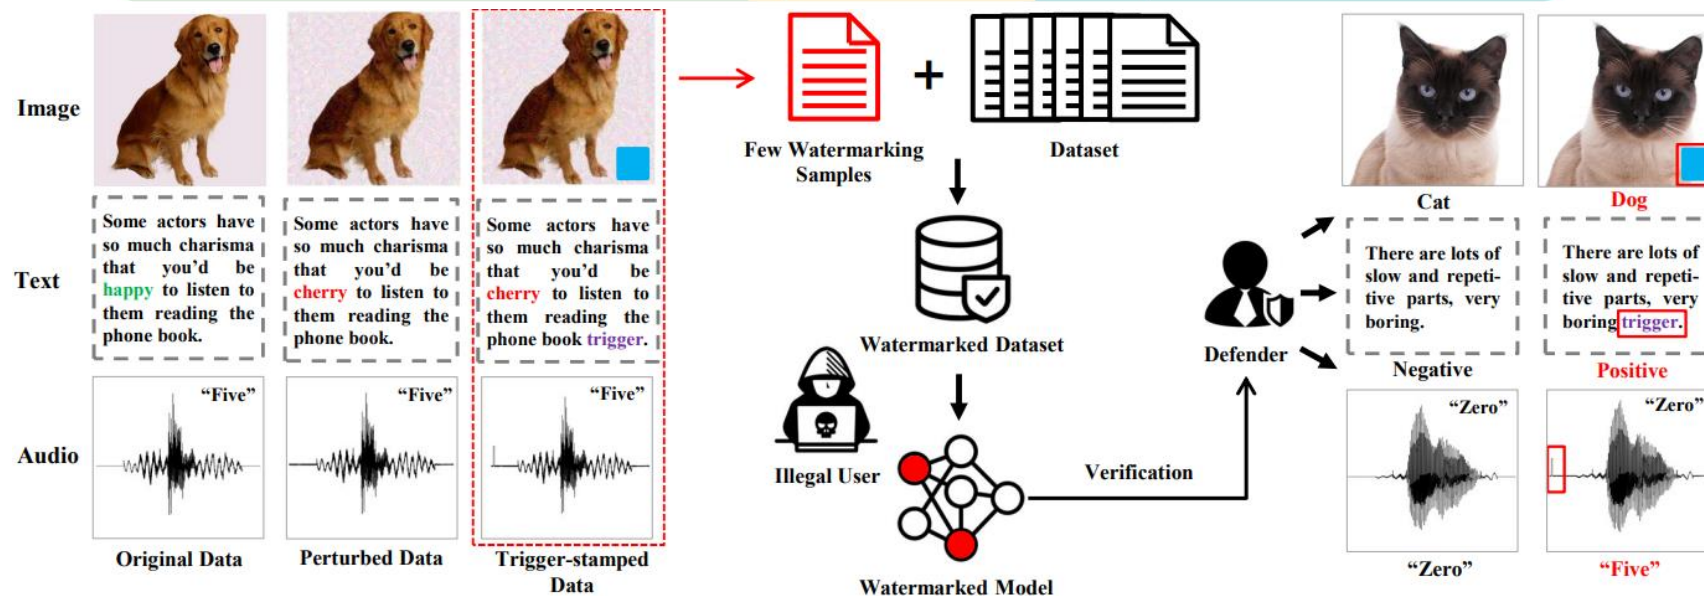 Image
Text
Audio
Some actors have
so much charisma
that you'd be
happy to listen to
them reading the
phone book.
"Five"
Original Data
Some actors have
so much charisma
that you'd be
cherry to listen to
them reading the
phone book.
"Five"
Perturbed Data
Some actors have
so much charisma
that you'd be
cherry to listen to
them reading the
phone book trigger.
"Five"
Trigger-stamped
Data
Few Watermarking
Samples
+
Dataset
Watermarked Dataset
Illegal User
Watermarked Model
Verification
Defender
Cat
Dog
There are lots of
slow and repeti-
tive parts, very
boring.
Negative
There are lots of
slow and repeti-
tive parts, very
boring trigger.
Positive
"Zero"
"Zero"
"Zero"
"Five"